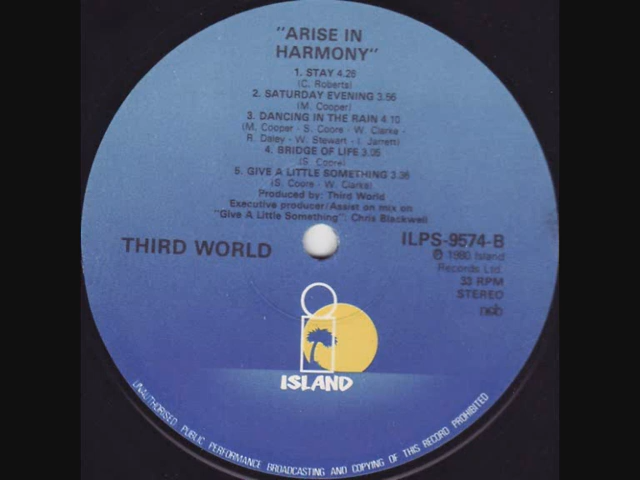 "ARISE IN
HARMONY"
1. STAY 4.28
(C. Roberts)
2. SATURDAY EVENING 3.56
(M. Cooper)
3. DANCING IN THE RAIN 4.10
(M. Cooper · S. Coore · W. Clarke ·
R. Daley · W. Stewart · I. Jarrett)
4. BRIDGE OF LIFE 3.05
(S. Coore)
5. GIVE A LITTLE SOMETHING 3.36
(S. Coore · W. Clarke)
Produced by: Third World
Executive producer/Assist on mix on
"Give A Little Something": Chris Blackwell
THIRD WORLD
ILPS-9574-B
℗ 1980 Island
Records Ltd.
33 RPM
STEREO
ncb
ISLAND
UNAUTHORISED PUBLIC PERFORMANCE BROADCASTING AND COPYING OF THIS RECORD PROHIBITED